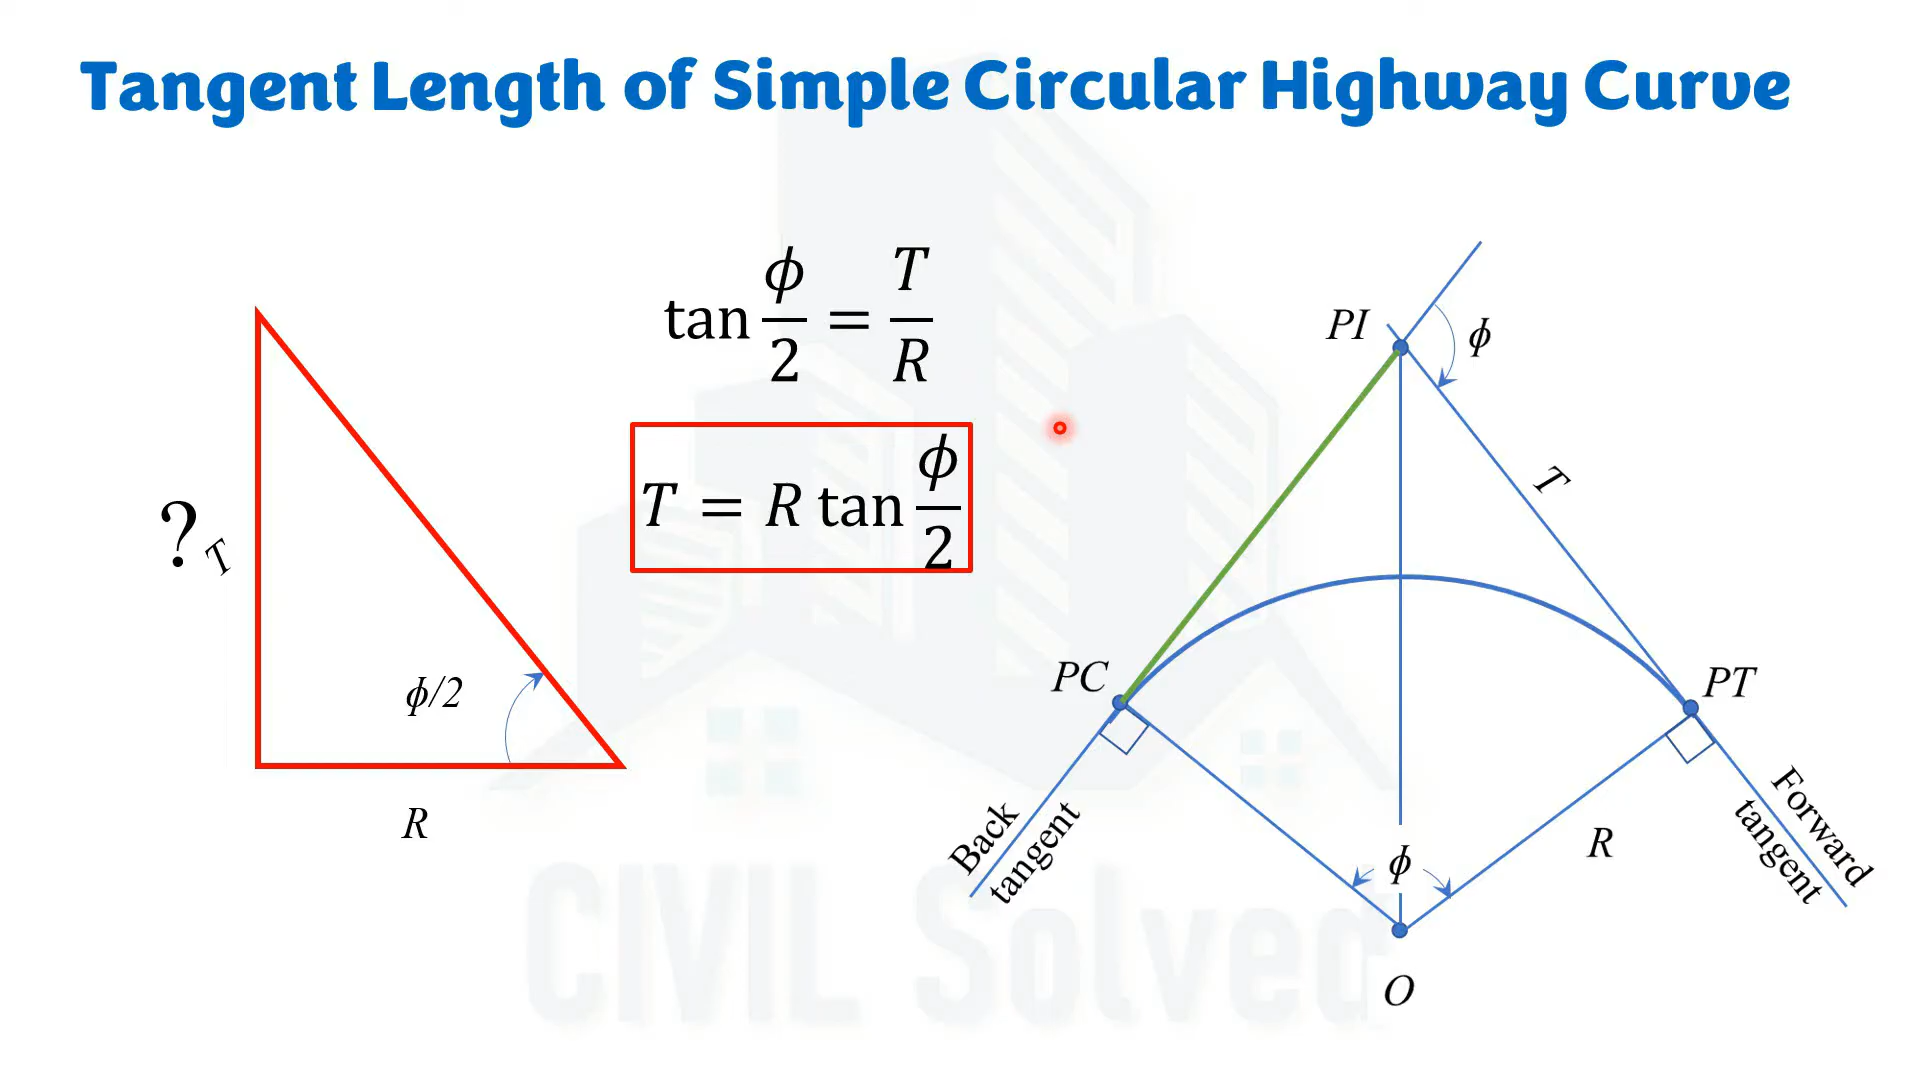 Tangent Length of Simple Circular Highway Curve
tan ϕ/2 = T/R
T = R tan ϕ/2
?
T
ϕ/2
R
PI
ϕ
T
PC
PT
Back
tangent
Forward
tangent
ϕ
R
O
CIVIL Solved